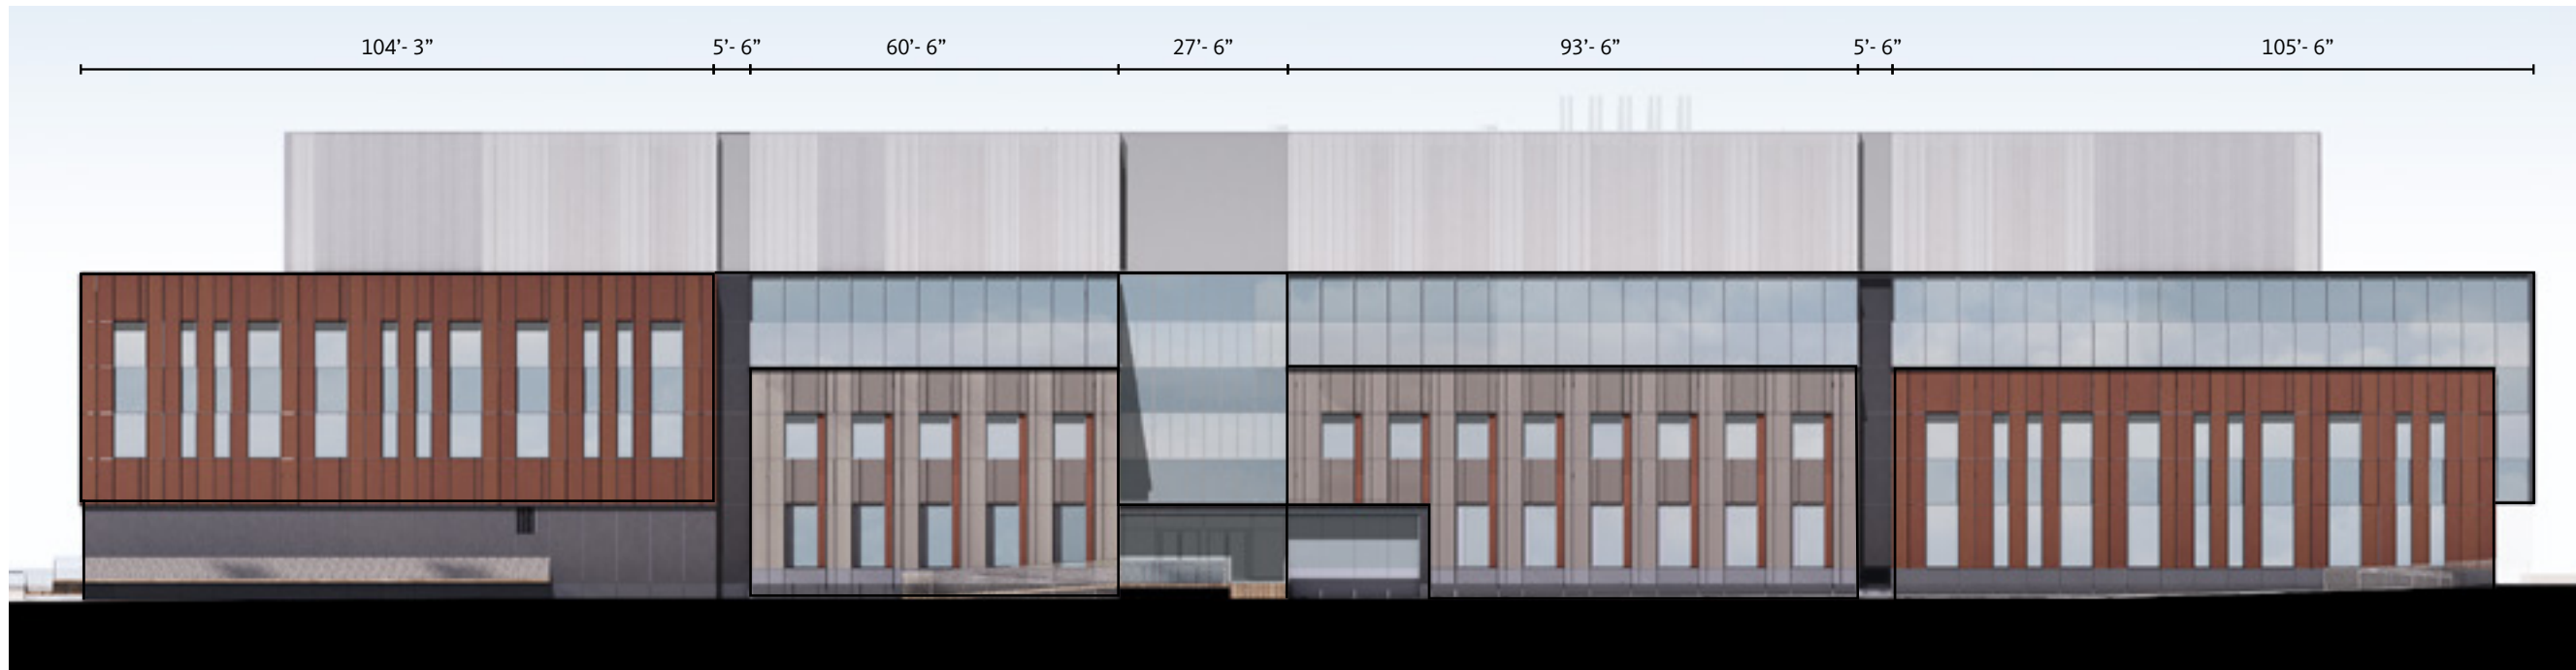 104’- 3” 5’- 6” 60’- 6” 27’- 6” 93’- 6” 5’- 6” 105’- 6”